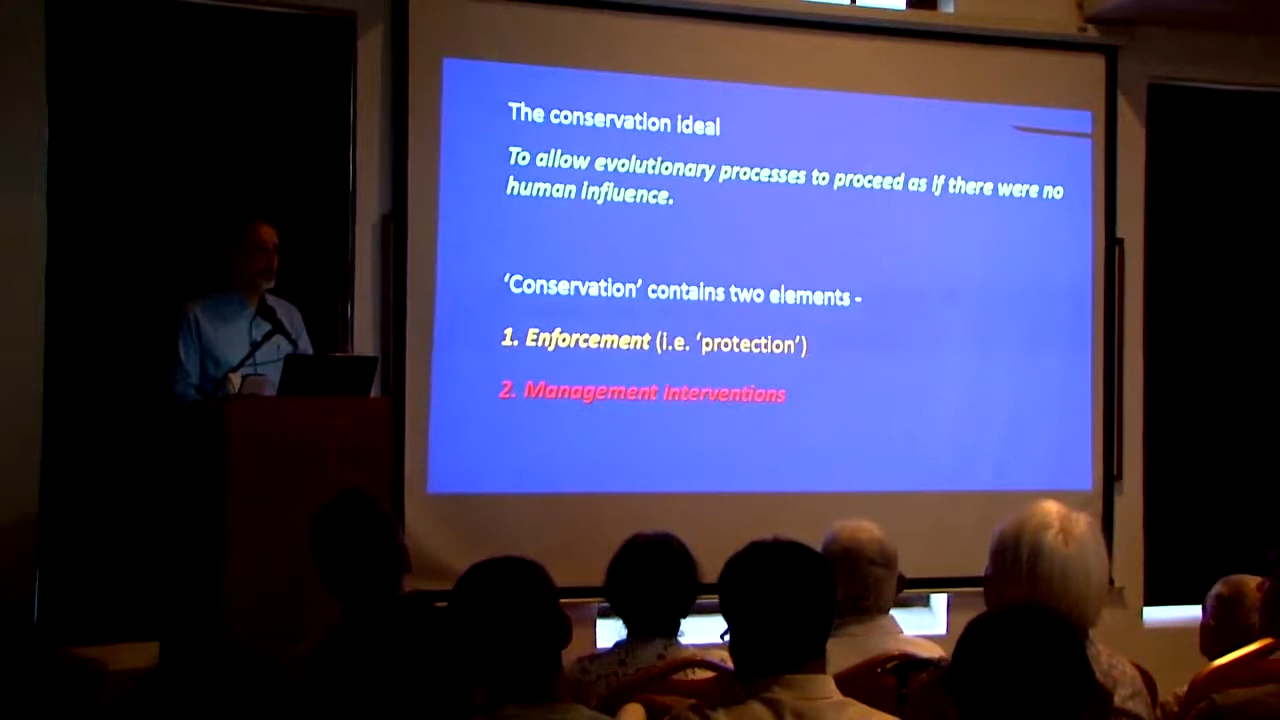 The conservation ideal
To allow evolutionary processes to proceed as if there were no
human influence.
‘Conservation’ contains two elements -
1. Enforcement (i.e. ‘protection’)
2. Management interventions